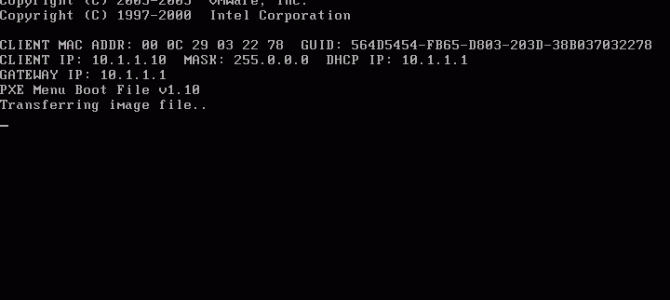 Copyright (C) 2003-2005 VMware, Inc.
Copyright (C) 1997-2000 Intel Corporation
CLIENT MAC ADDR: 00 0C 29 03 22 78 GUID: 564D5454-FB65-D803-203D-38B037032278
CLIENT IP: 10.1.1.10 MASK: 255.0.0.0 DHCP IP: 10.1.1.1
GATEWAY IP: 10.1.1.1
PXE Menu Boot File v1.10
Transferring image file..